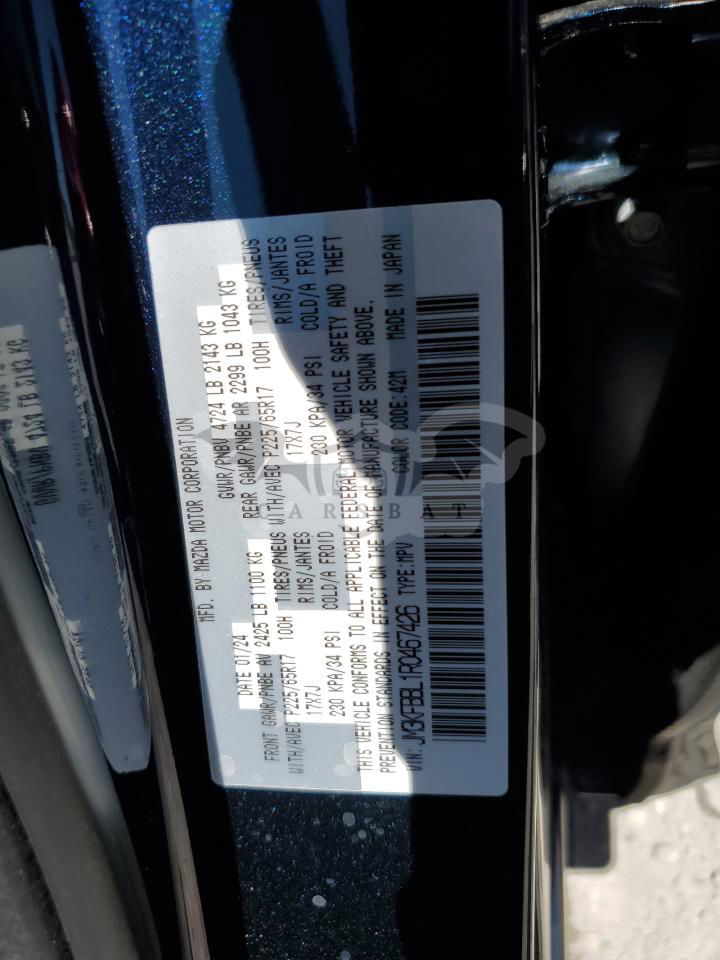 MFD. BY MAZDA MOTOR CORPORATION
DATE 01/24 GVWR/PNBV 4724 LB 2143 KG
FRONT GAWR/PNBE AV 2425 LB 1100 KG REAR GAWR/PNBE AR 2299 LB 1043 KG
WITH/AVEC P225/65R17 100H TIRES/PNEUS WITH/AVEC P225/65R17 100H TIRES/PNEUS
17X7J RIMS/JANTES 17X7J RIMS/JANTES
230 KPA/34 PSI COLD/A FROID 230 KPA/34 PSI COLD/A FROID
THIS VEHICLE CONFORMS TO ALL APPLICABLE FEDERAL MOTOR VEHICLE SAFETY AND THEFT
PREVENTION STANDARDS IN EFFECT ON THE DATE OF MANUFACTURE SHOWN ABOVE.
VIN: JM3KFBBL1R0467426 TYPE:MPV COLOR CODE:42M MADE IN JAPAN
CARSBAT